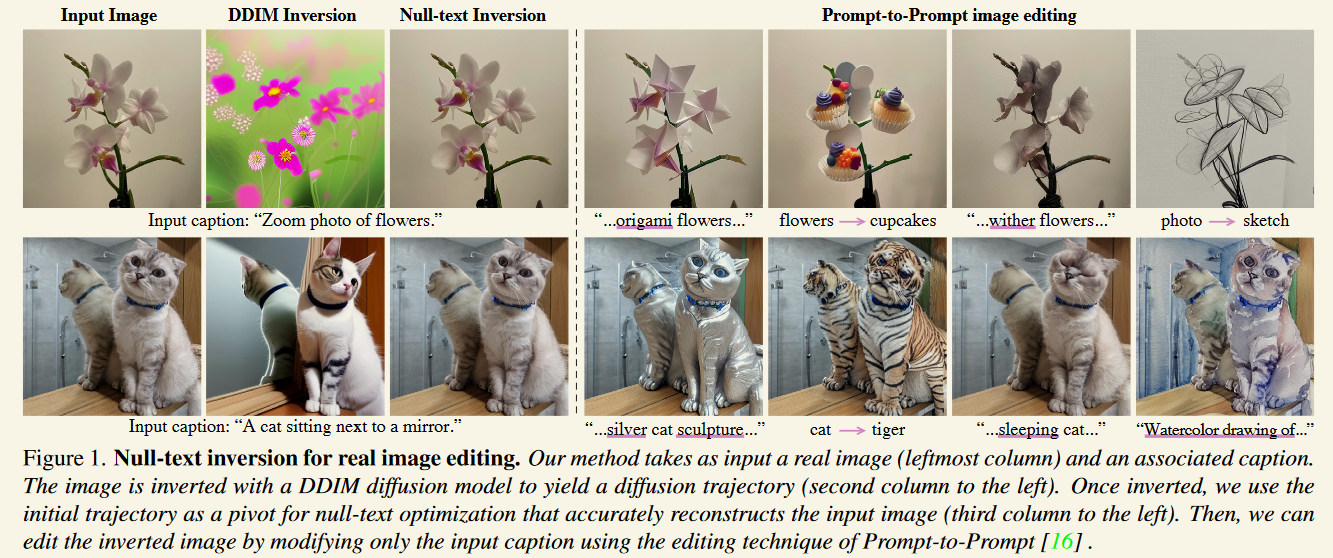 Input Image DDIM Inversion Null-text Inversion Prompt-to-Prompt image editing
Input caption: “Zoom photo of flowers.” “...origami flowers...” flowers → cupcakes “...wither flowers...” photo → sketch
Input caption: “A cat sitting next to a mirror.” “...silver cat sculpture...” cat → tiger “...sleeping cat...” “Watercolor drawing of...”
Figure 1. Null-text inversion for real image editing. Our method takes as input a real image (leftmost column) and an associated caption.
The image is inverted with a DDIM diffusion model to yield a diffusion trajectory (second column to the left). Once inverted, we use the
initial trajectory as a pivot for null-text optimization that accurately reconstructs the input image (third column to the left). Then, we can
edit the inverted image by modifying only the input caption using the editing technique of Prompt-to-Prompt [16] .